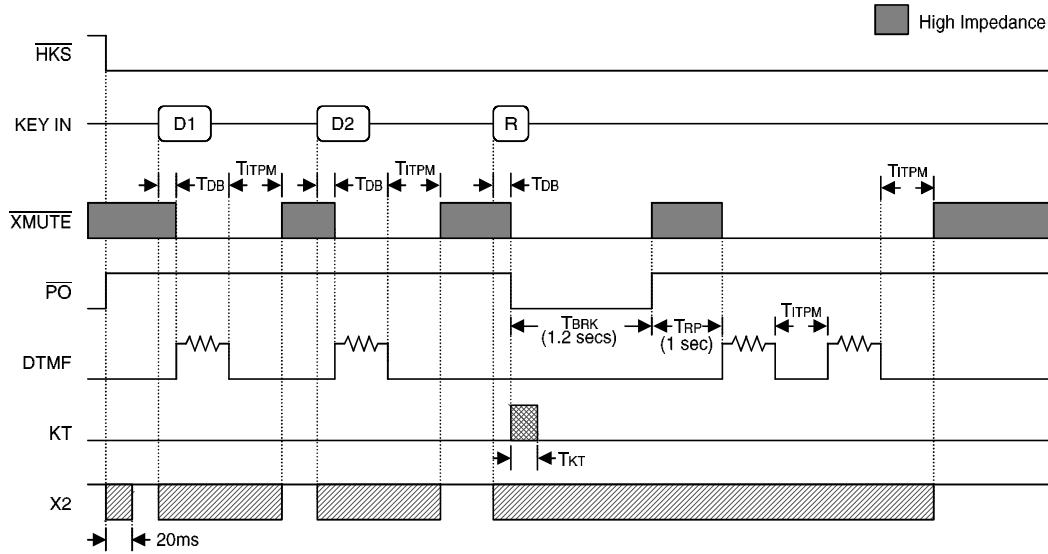 High Impedance
HKS
KEY IN
D1
D2
R
TDB
TITPM
TDB
TITPM
TDB
TITPM
XMUTE
PO
TBRK
(1.2 secs)
TRP
(1 sec)
TITPM
DTMF
KT
TKT
X2
20ms